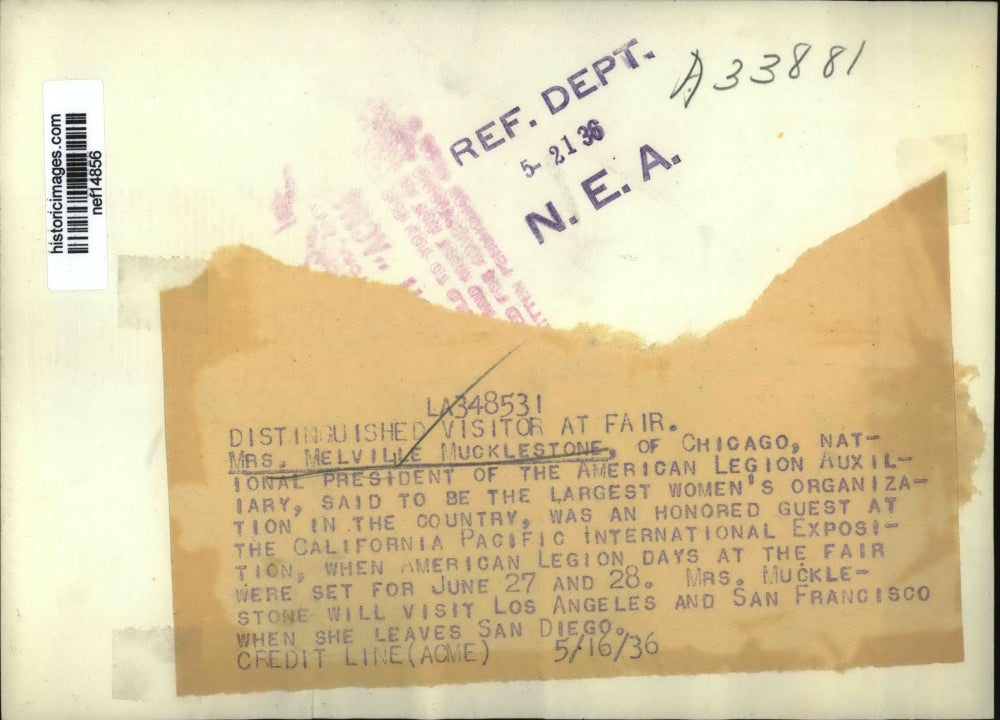 A33881
REF. DEPT.
5-21 36
N. E. A.
historicimages.com
nef14856
LA348531
DISTINGUISHED VISITOR AT FAIR.
MRS. MELVILLE MUCKLESTONE, OF CHICAGO, NAT-
IONAL PRESIDENT OF THE AMERICAN LEGION AUXIL-
IARY, SAID TO BE THE LARGEST WOMEN'S ORGANIZA-
TION IN THE COUNTRY, WAS AN HONORED GUEST AT
THE CALIFORNIA PACIFIC INTERNATIONAL EXPOSI-
TION, WHEN AMERICAN LEGION DAYS AT THE FAIR
WERE SET FOR JUNE 27 AND 28. MRS. MUCKLE-
STONE WILL VISIT LOS ANGELES AND SAN FRANCISCO
WHEN SHE LEAVES SAN DIEGO.
CREDIT LINE(ACME) 5/16/36